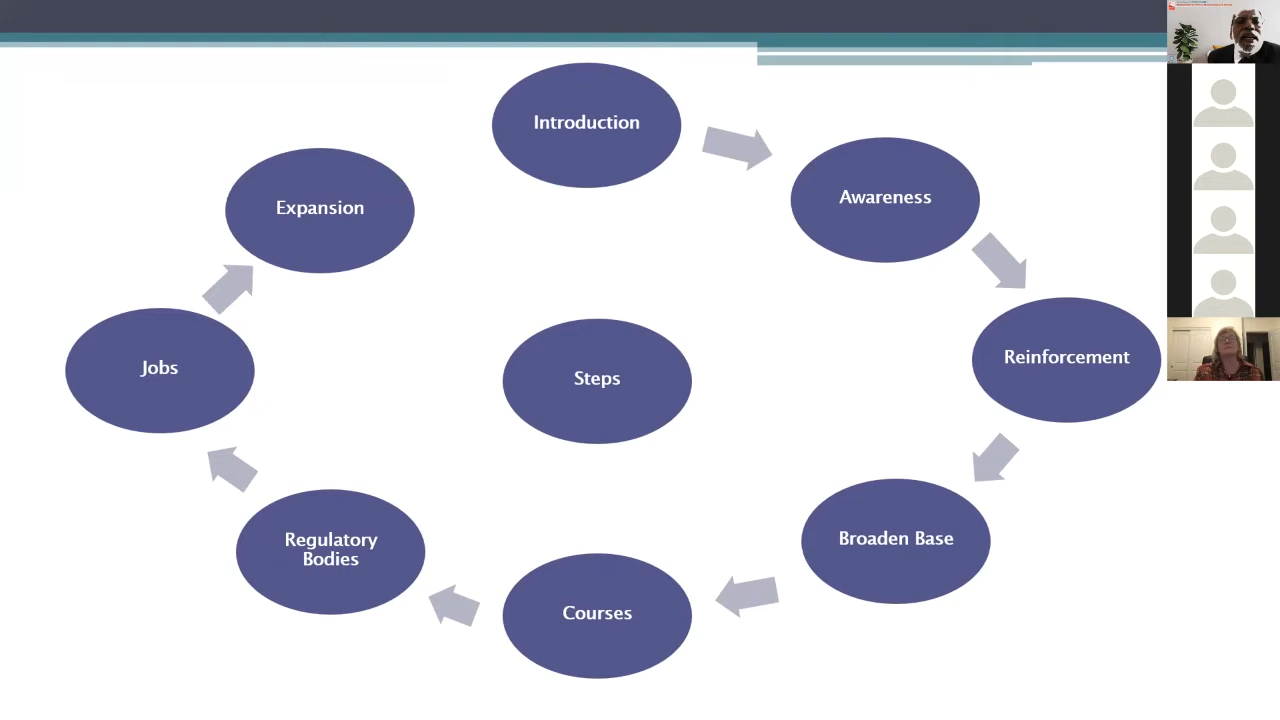 Introduction
Awareness
Expansion
Reinforcement
Jobs
Steps
Broaden Base
Regulatory
Bodies
Courses